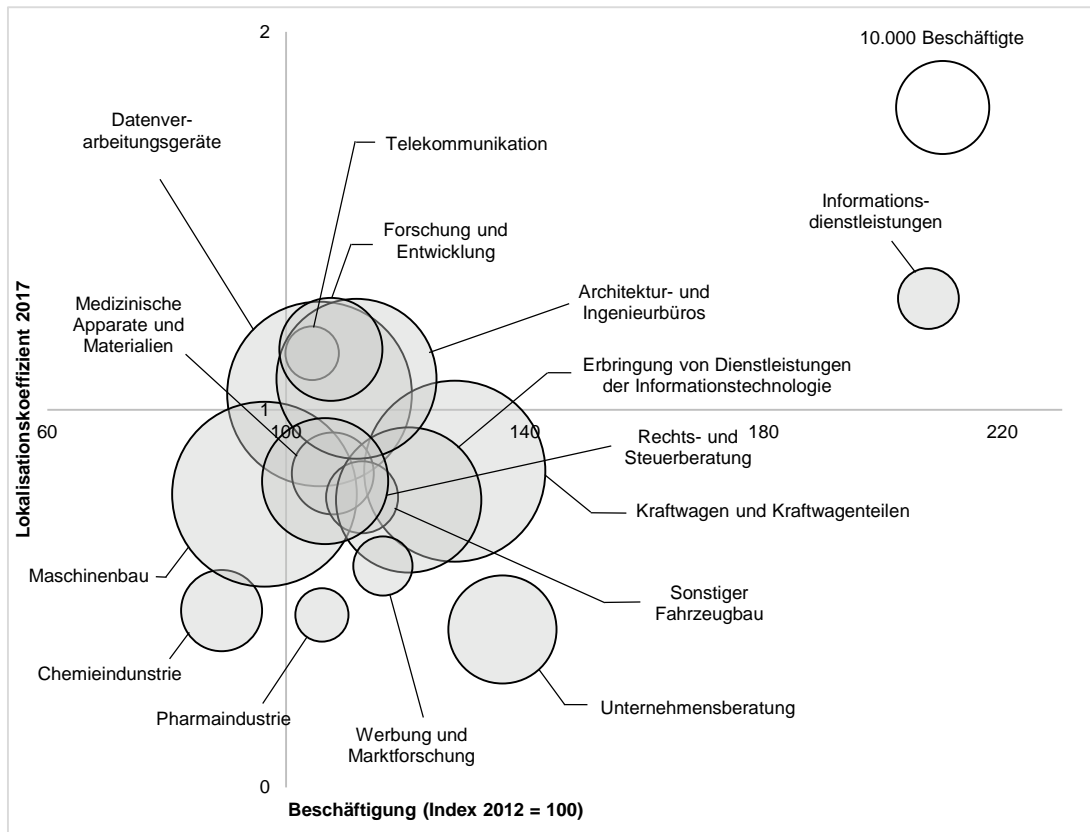 2
10.000 Beschäftigte
Datenver-
arbeitungsgeräte
Telekommunikation
Informations-
dienstleistungen
Forschung und
Entwicklung
Medizinische
Apparate und
Materialien
Architektur- und
Ingenieurbüros
Lokalisationskoeffizient 2017
Erbringung von Dienstleistungen
der Informationstechnologie
1
60
100
140
180
220
Rechts- und
Steuerberatung
Kraftwagen und Kraftwagenteilen
Maschinenbau
Sonstiger
Fahrzeugbau
Chemieindunstrie
Pharmaindustrie
Unternehmensberatung
Werbung und
Marktforschung
0
Beschäftigung (Index 2012 = 100)